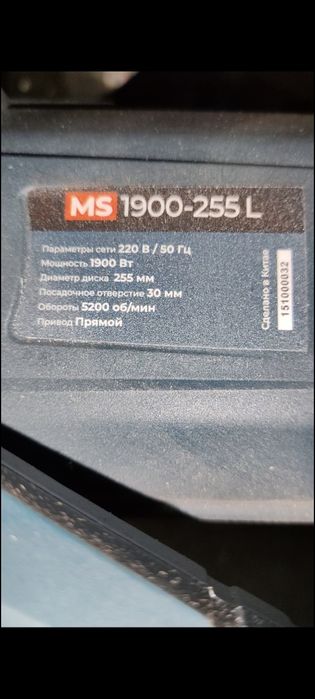 MS 1900-255 L
Параметры сети 220 В / 50 Гц
Мощность 1900 Вт
Диаметр диска 255 мм
Посадочное отверстие 30 мм
Обороты 5200 об/мин
Привод Прямой
Сделано в Китае
151000032